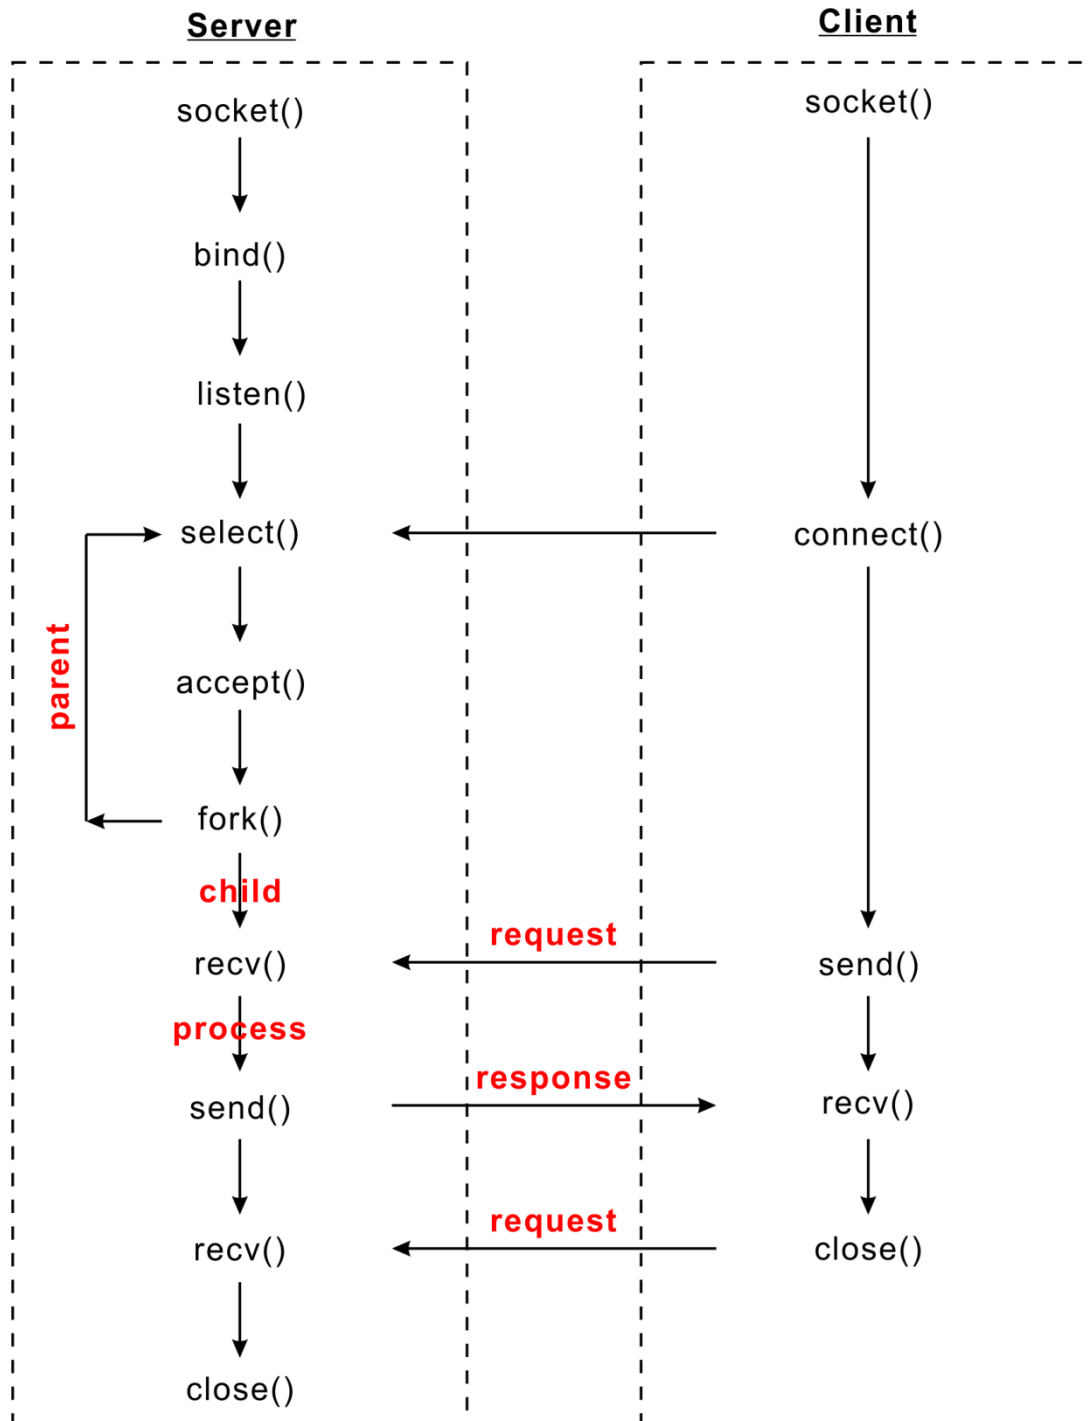 Server
Client
socket()
socket()
bind()
listen()
select()
connect()
parent
accept()
fork()
child
request
recv()
send()
process
response
send()
recv()
request
recv()
close()
close()